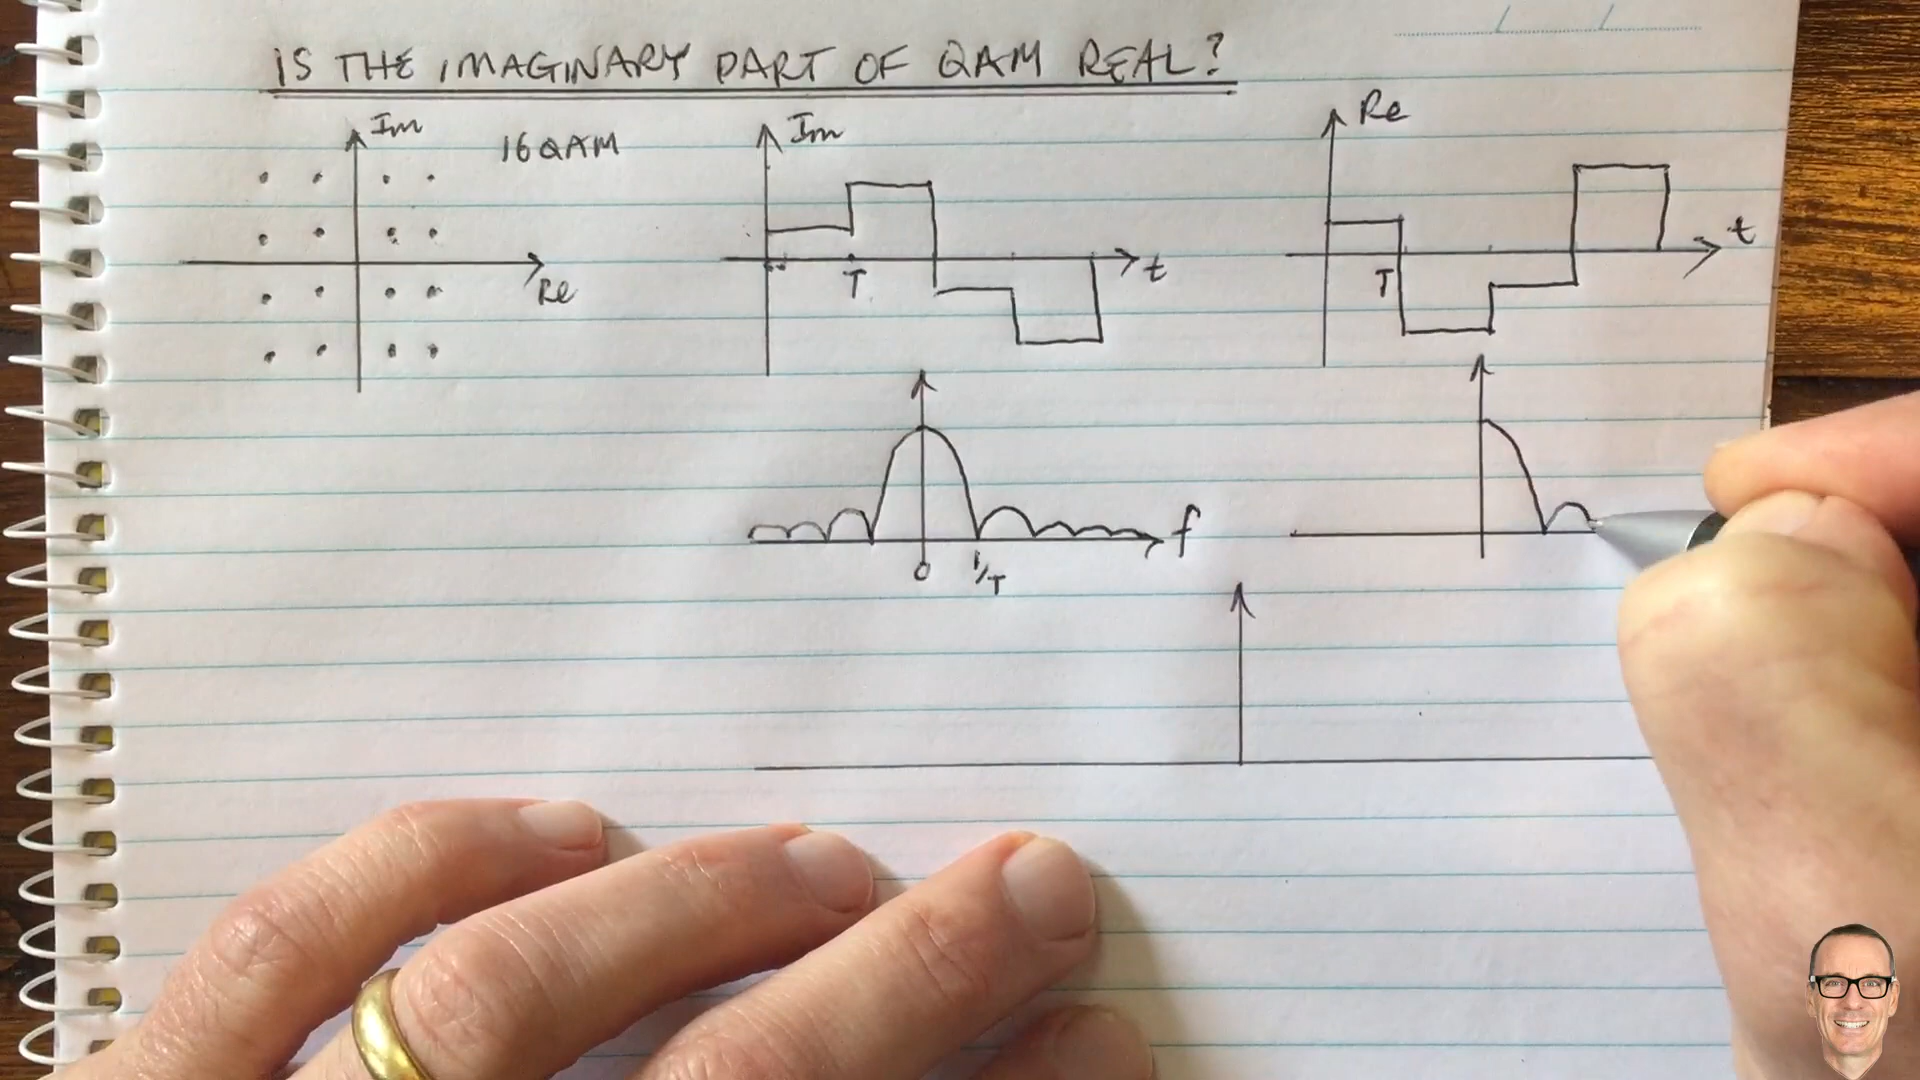 IS THE IMAGINARY PART OF QAM REAL?
Im
16QAM
Re
Im
T
t
Re
T
t
f
0
1/T